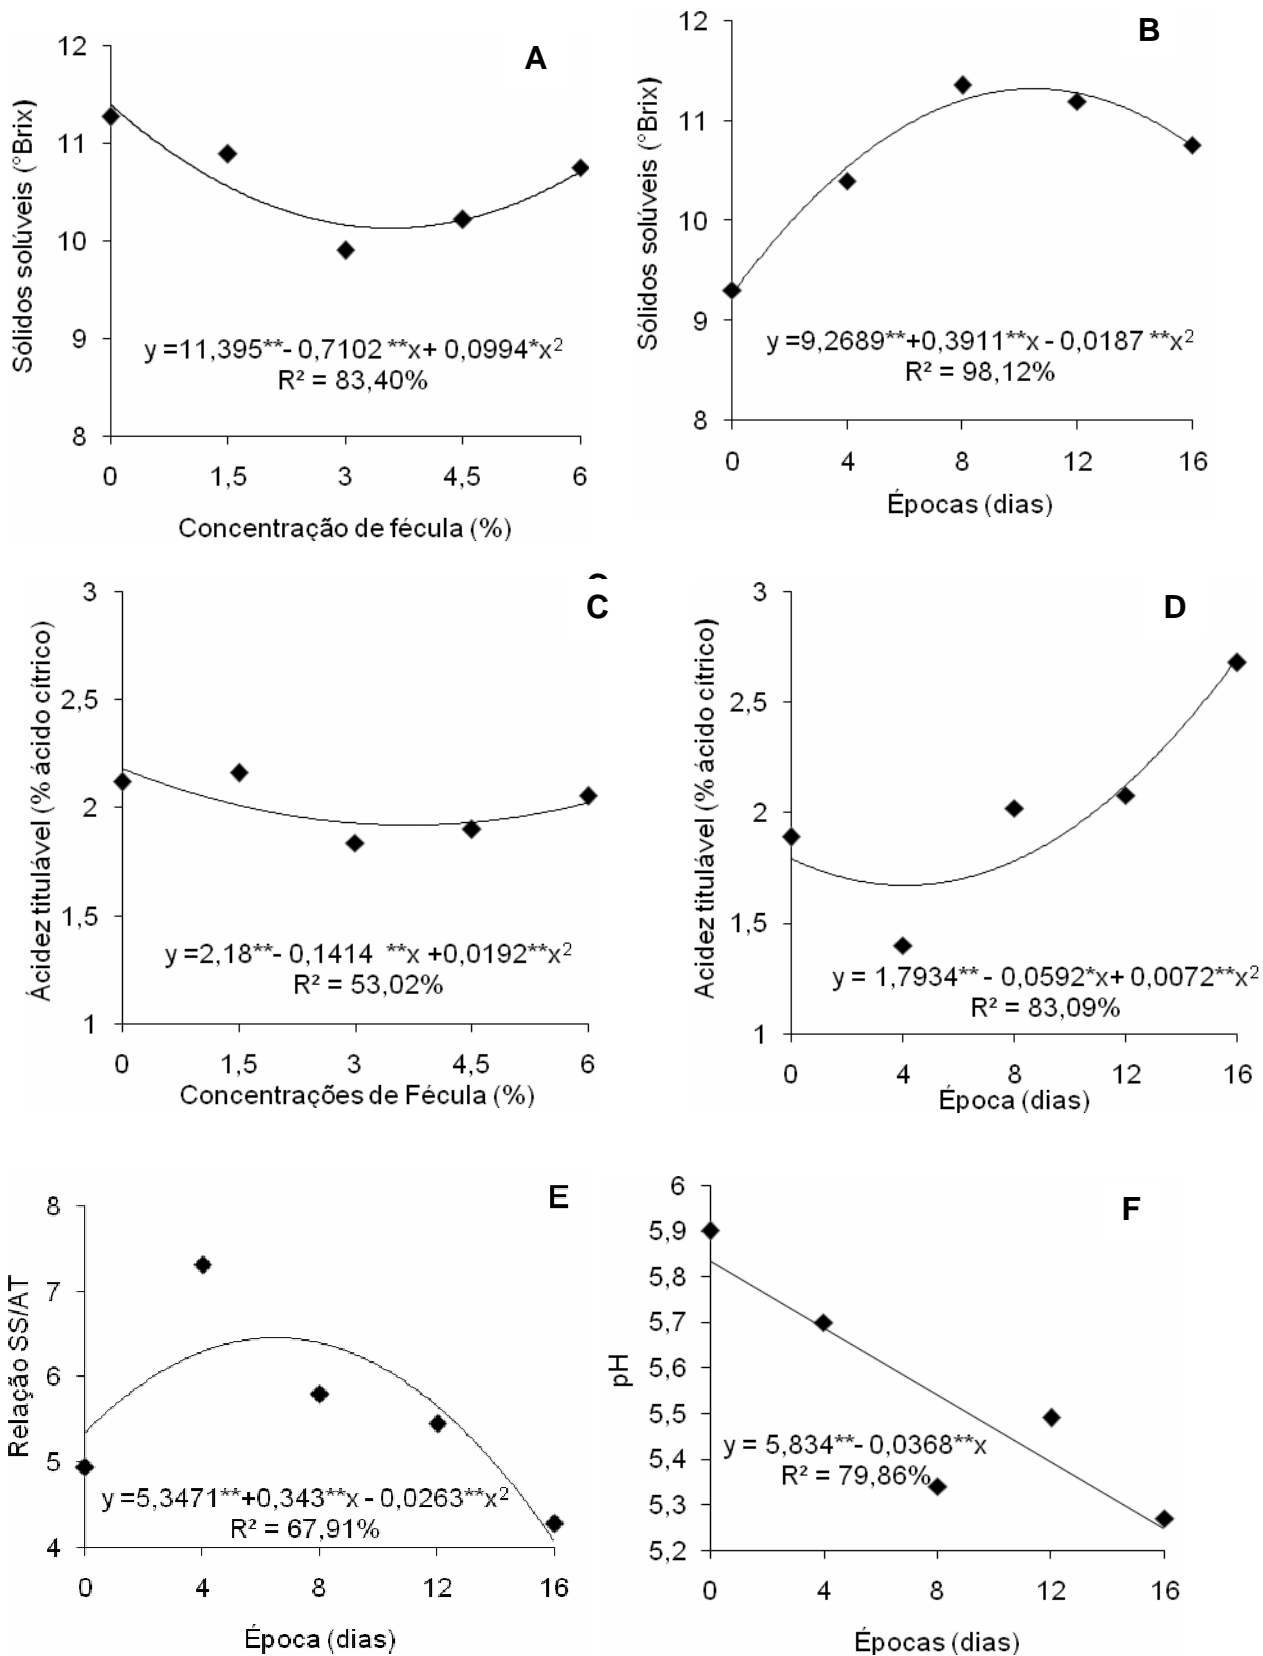 A
Sólidos solúveis (°Brix)
12
11
10
9
8
y =11,395**- 0,7102 **x+ 0,0994*x²
R² = 83,40%
0 1,5 3 4,5 6
Concentração de fécula (%)
B
Sólidos solúveis (°Brix)
12
11
10
9
8
y =9,2689**+0,3911**x - 0,0187 **x²
R² = 98,12%
0 4 8 12 16
Épocas (dias)
C
Ácidez titulável (% ácido cítrico)
3
2,5
2
1,5
1
y =2,18**- 0,1414 **x +0,0192**x²
R² = 53,02%
0 1,5 3 4,5 6
Concentrações de Fécula (%)
D
Acidez titulável (% ácido cítrico)
3
2,5
2
1,5
1
y = 1,7934** - 0,0592*x+ 0,0072**x²
R² = 83,09%
0 4 8 12 16
Época (dias)
E
Relação SS/AT
8
7
6
5
4
y =5,3471**+0,343**x - 0,0263**x²
R² = 67,91%
0 4 8 12 16
Época (dias)
F
pH
6
5,9
5,8
5,7
5,6
5,5
5,4
5,3
5,2
y = 5,834**- 0,0368**x
R² = 79,86%
0 4 8 12 16
Épocas (dias)